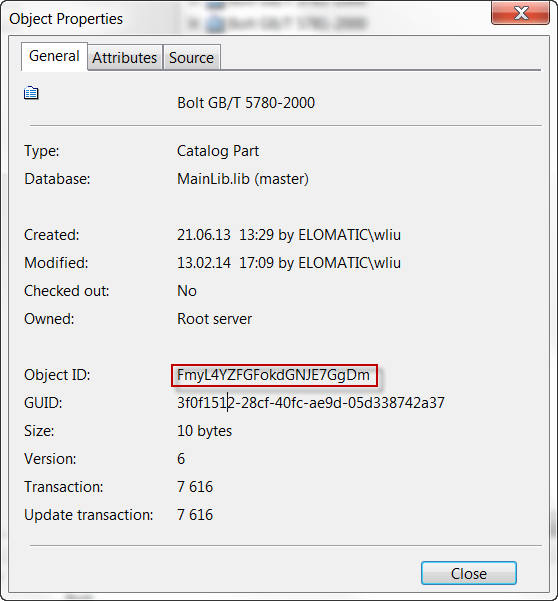 Object Properties
General Attributes Source
Bolt GB/T 5780-2000
Type: Catalog Part
Database: MainLib.lib (master)
Created: 21.06.13 13:29 by ELOMATIC\wliu
Modified: 13.02.14 17:09 by ELOMATIC\wliu
Checked out: No
Owned: Root server
Object ID: FmyL4YZFGFokdGNJE7GgDm
GUID: 3f0f1512-28cf-40fc-ae9d-05d338742a37
Size: 10 bytes
Version: 6
Transaction: 7 616
Update transaction: 7 616
Close